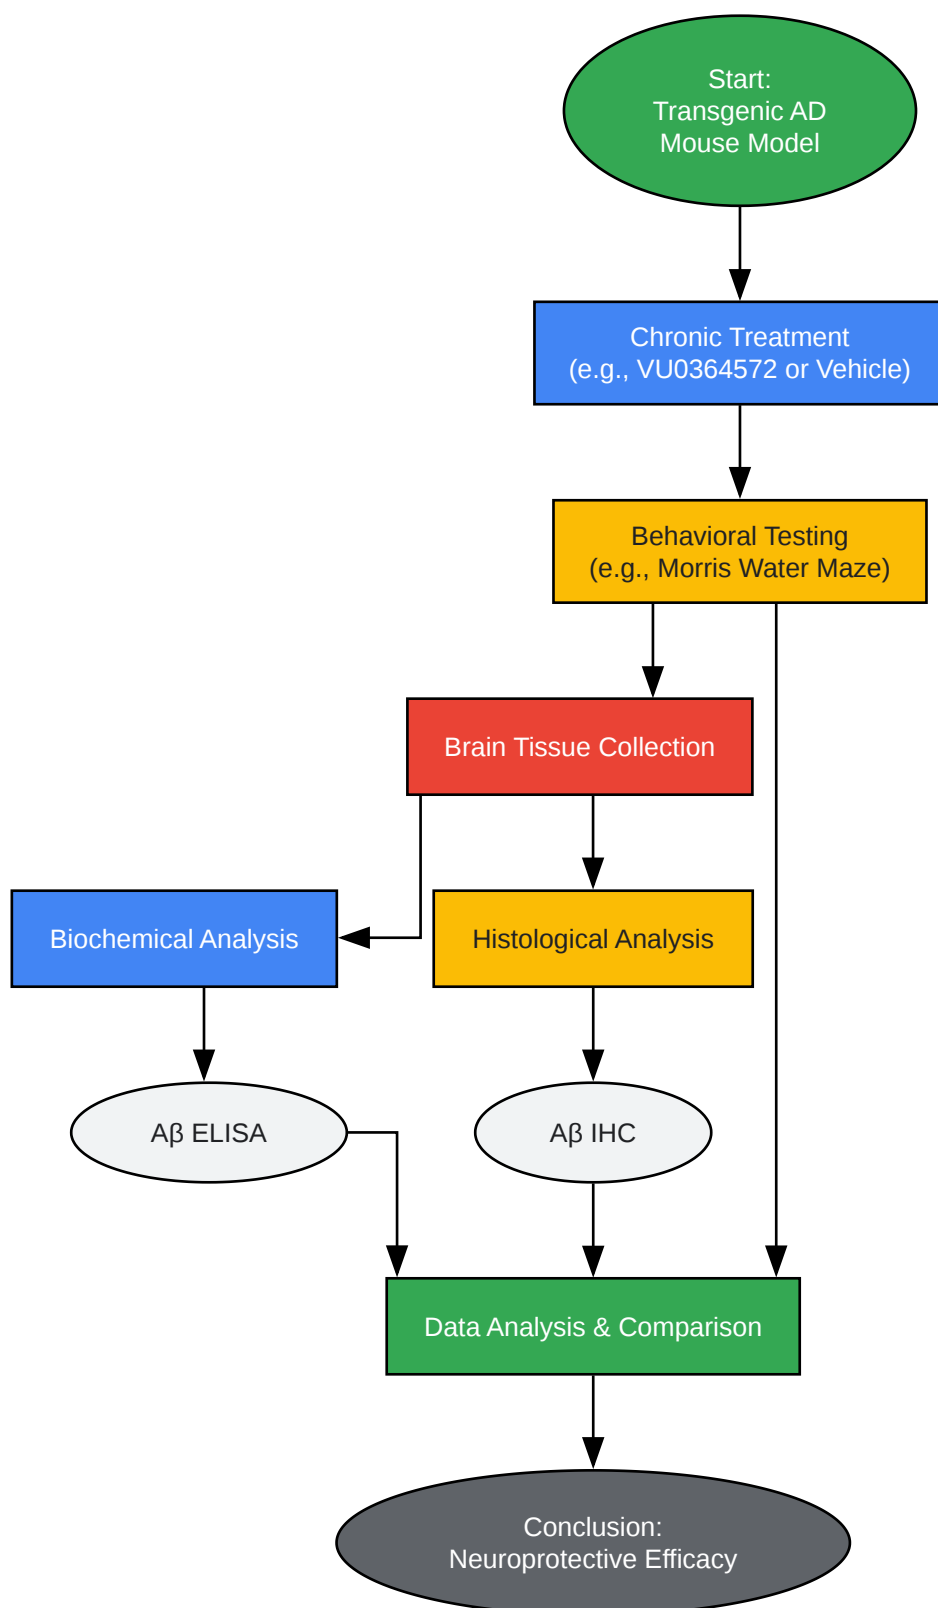 Start:
Transgenic AD
Mouse Model
Chronic Treatment
(e.g., VU0364572 or Vehicle)
Behavioral Testing
(e.g., Morris Water Maze)
Brain Tissue Collection
Biochemical Analysis
Histological Analysis
Aβ ELISA
Aβ IHC
Data Analysis & Comparison
Conclusion:
Neuroprotective Efficacy